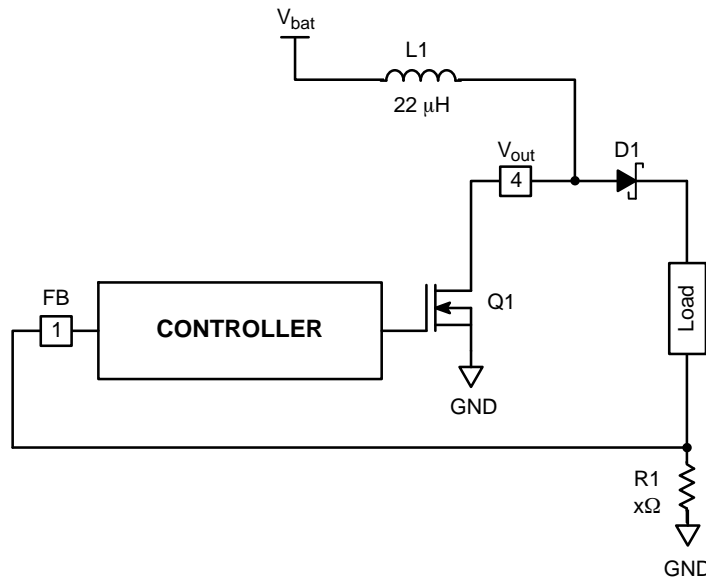 Vbat
L1
22 μH
Vout
D1
4
Q1
Load
FB
1
CONTROLLER
GND
R1
xΩ
GND